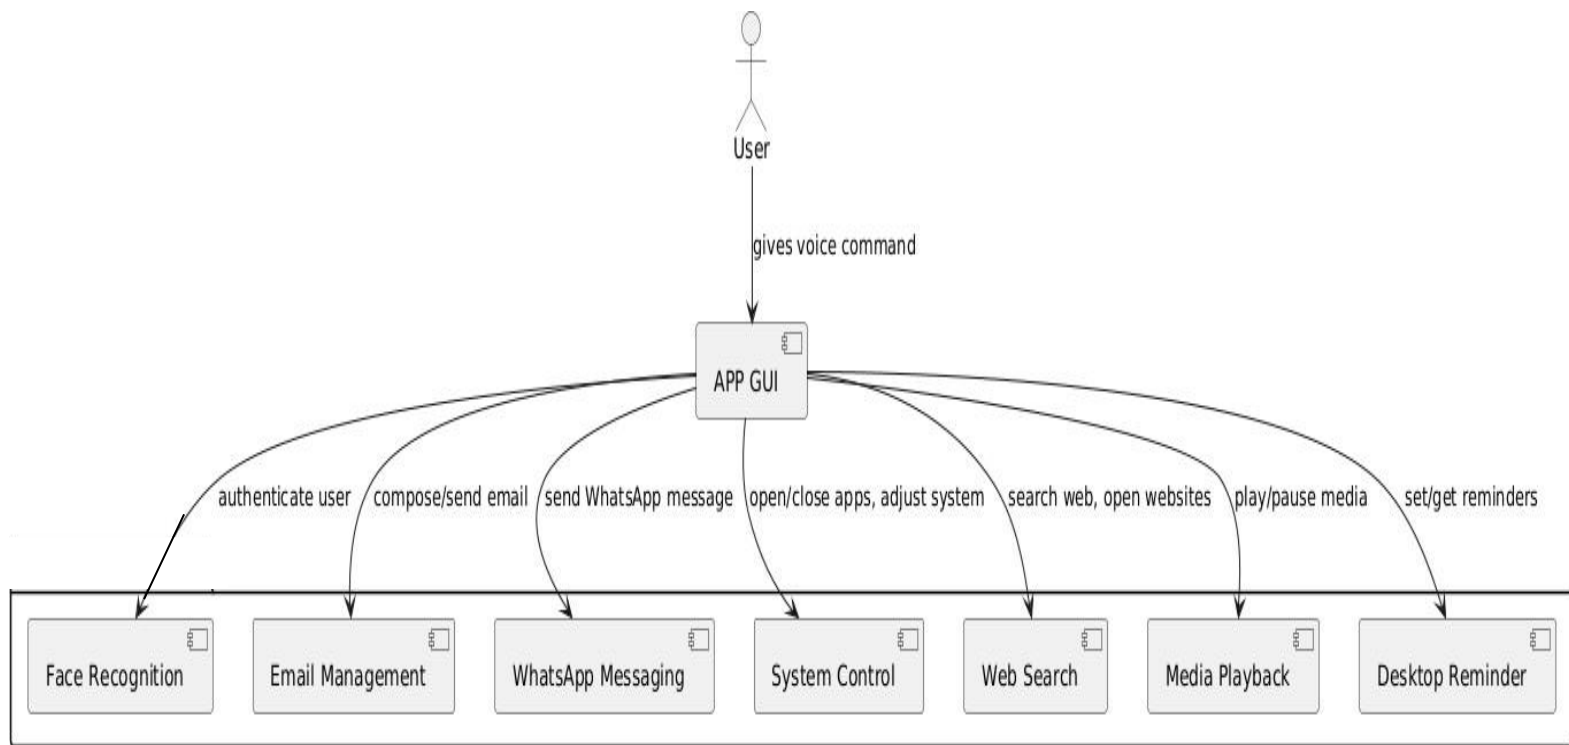 User
gives voice command
APP GUI
authenticate user
compose/send email
send WhatsApp message
open/close apps, adjust system
search web, open websites
play/pause media
set/get reminders
Face Recognition
Email Management
WhatsApp Messaging
System Control
Web Search
Media Playback
Desktop Reminder